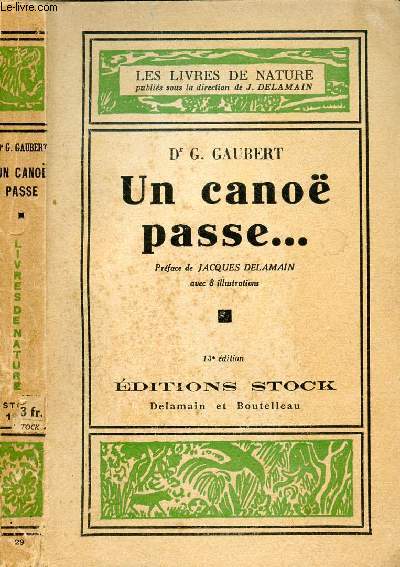 Le-livre.com
LES LIVRES DE NATURE
publiés sous la direction de J. DELAMAIN
Dr G. GAUBERT
Un canoë
passe...
Préface de JACQUES DELAMAIN
avec 8 illustrations
13e édition
ÉDITIONS STOCK
Delamain et Boutelleau
Dr G. GAUBERT
UN CANOË
PASSE
LIVRES DE NATURE
3 fr.
29